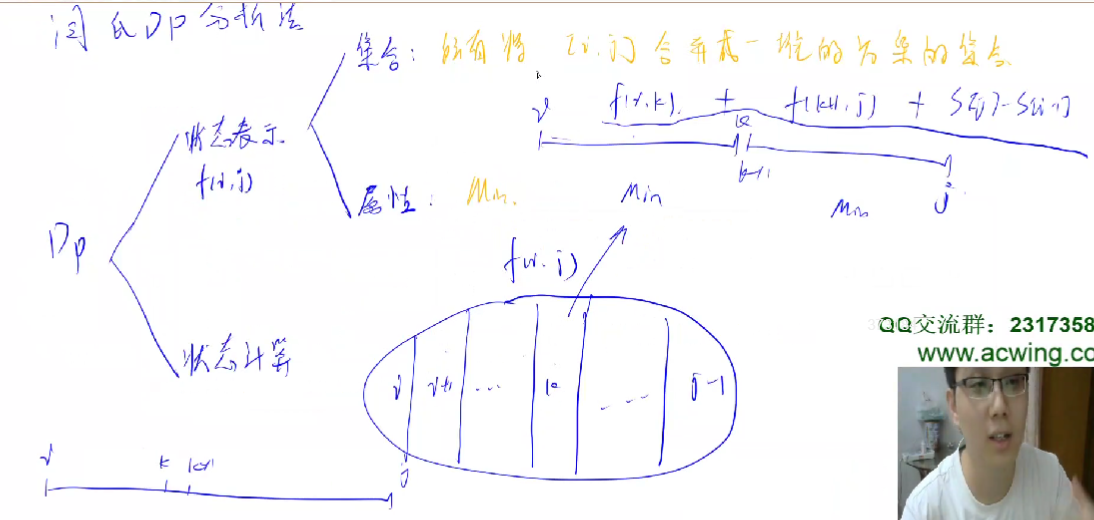 闫氏DP分析法
集合：所有将 [i,j] 合并成一堆的方案的集合
f(i,k) + f(k+1,j) + S[j]-S[i-1]
i k k+1 j
状态表示
f(i,j)
属性：Min.
Min Min
DP
f(i,j)
状态计算
i i+1 ... k ... j-1
i k k+1 j
QQ交流群：2317358
www.acwing.co